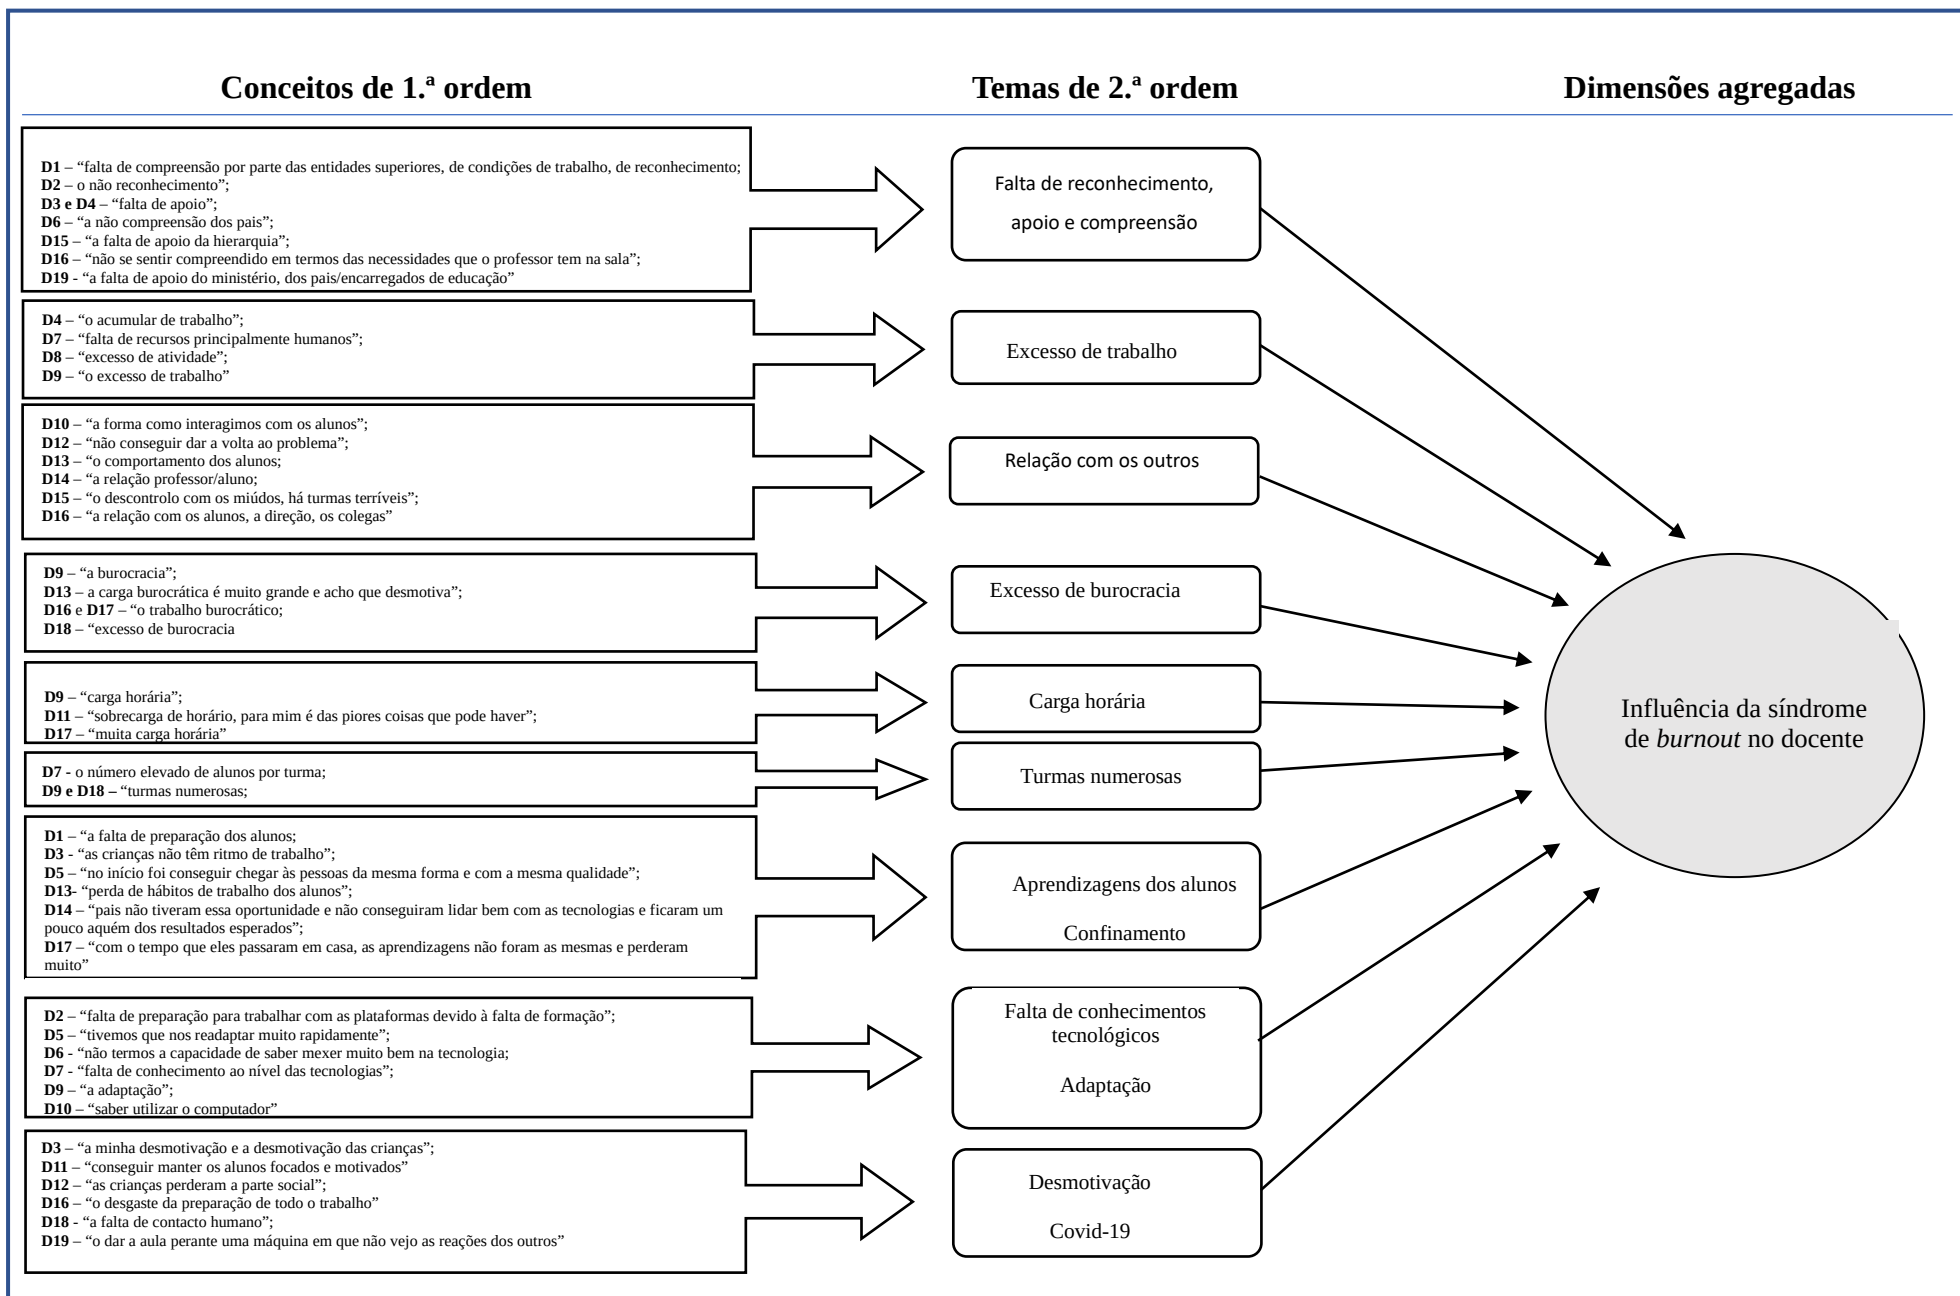 Conceitos de 1.ª ordem
Temas de 2.ª ordem
Dimensões agregadas
D1 – “falta de compreensão por parte das entidades superiores, de condições de trabalho, de reconhecimento;
D2 – o não reconhecimento”;
D3 e D4 – “falta de apoio”;
D6 – “a não compreensão dos pais”;
D15 – “a falta de apoio da hierarquia”;
D16 – “não se sentir compreendido em termos das necessidades que o professor tem na sala”;
D19 - “a falta de apoio do ministério, dos pais/encarregados de educação”
Falta de reconhecimento,
apoio e compreensão
D4 – “o acumular de trabalho”;
D7 – “falta de recursos principalmente humanos”;
D8 – “excesso de atividade”;
D9 – “o excesso de trabalho”
Excesso de trabalho
D10 – “a forma como interagimos com os alunos”;
D12 – “não conseguir dar a volta ao problema”;
D13 – “o comportamento dos alunos;
D14 – “a relação professor/aluno;
D15 – “o descontrolo com os miúdos, há turmas terríveis”;
D16 – “a relação com os alunos, a direção, os colegas”
Relação com os outros
D9 – “a burocracia”;
D13 – a carga burocrática é muito grande e acho que desmotiva”;
D16 e D17 – “o trabalho burocrático;
D18 – “excesso de burocracia
Excesso de burocracia
D9 – “carga horária”;
D11 – “sobrecarga de horário, para mim é das piores coisas que pode haver”;
D17 – “muita carga horária”
Carga horária
D7 - o número elevado de alunos por turma;
D9 e D18 – “turmas numerosas;
Turmas numerosas
D1 – “a falta de preparação dos alunos;
D3 - “as crianças não têm ritmo de trabalho”;
D5 – “no início foi conseguir chegar às pessoas da mesma forma e com a mesma qualidade”;
D13- “perda de hábitos de trabalho dos alunos”;
D14 – “pais não tiveram essa oportunidade e não conseguiram lidar bem com as tecnologias e ficaram um
pouco aquém dos resultados esperados”;
D17 – “com o tempo que eles passaram em casa, as aprendizagens não foram as mesmas e perderam
muito”
Aprendizagens dos alunos
Confinamento
D2 – “falta de preparação para trabalhar com as plataformas devido à falta de formação”;
D5 – “tivemos que nos readaptar muito rapidamente”;
D6 - “não termos a capacidade de saber mexer muito bem na tecnologia;
D7 - “falta de conhecimento ao nível das tecnologias”;
D9 – “a adaptação”;
D10 – “saber utilizar o computador”
Falta de conhecimentos
tecnológicos
Adaptação
D3 – “a minha desmotivação e a desmotivação das crianças”;
D11 – “conseguir manter os alunos focados e motivados”
D12 – “as crianças perderam a parte social”;
D16 – “o desgaste da preparação de todo o trabalho”
D18 - “a falta de contacto humano”;
D19 – “o dar a aula perante uma máquina em que não vejo as reações dos outros”
Desmotivação
Covid-19
Influência da síndrome
de burnout no docente